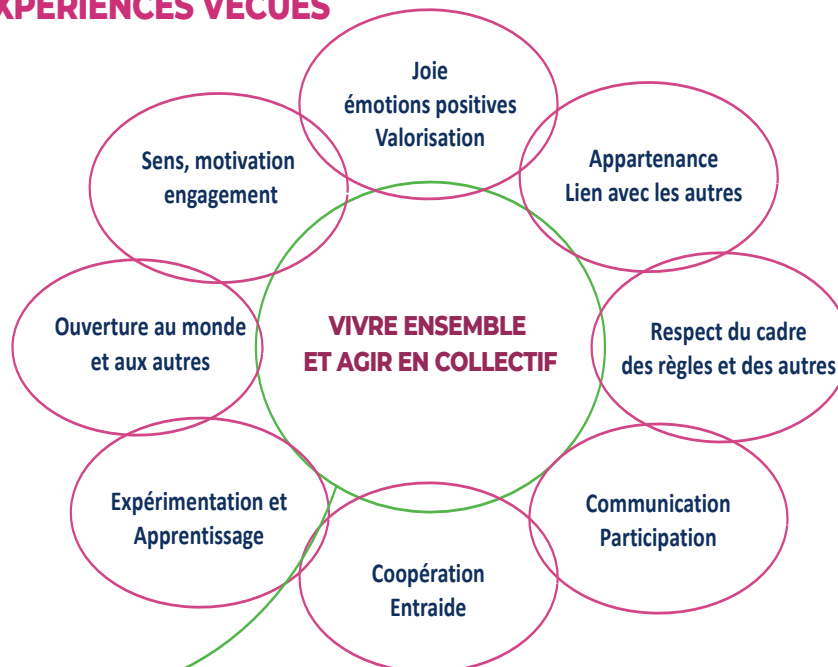 XPÉRIENCES VÉCUES
Joie
émotions positives
Valorisation
Appartenance
Lien avec les autres
Respect du cadre
des règles et des autres
Communication
Participation
Coopération
Entraide
Expérimentation et
Apprentissage
Ouverture au monde
et aux autres
Sens, motivation
engagement
VIVRE ENSEMBLE
ET AGIR EN COLLECTIF